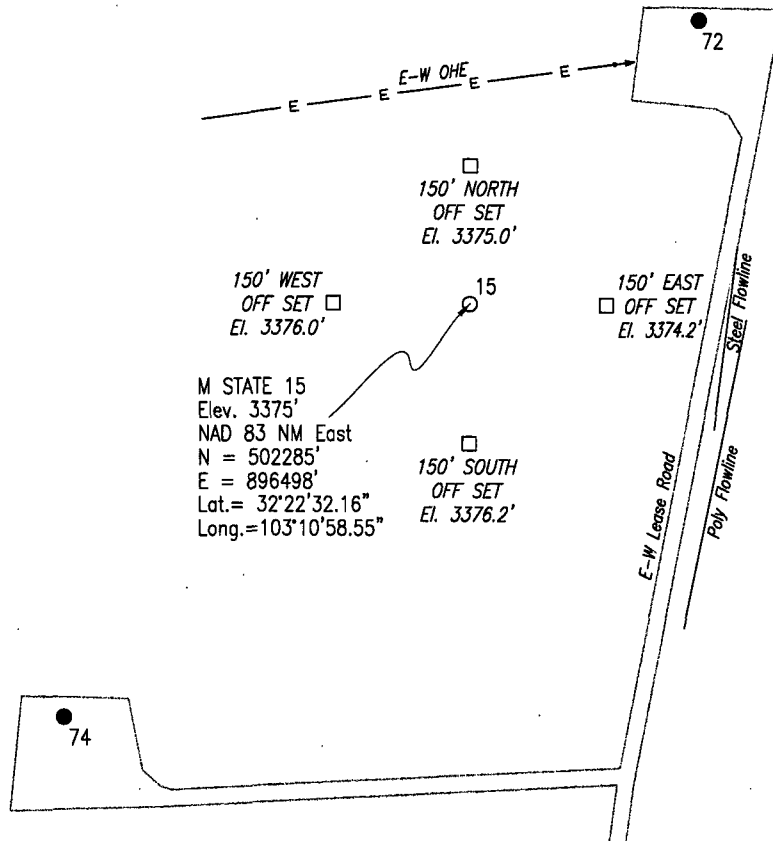 72
E-W OHE
E E E E
150' NORTH
OFF SET
El. 3375.0'
150' WEST
OFF SET
El. 3376.0'
15
150' EAST
OFF SET
El. 3374.2'
Steel Flowline
M STATE 15
Elev. 3375'
NAD 83 NM East
N = 502285'
E = 896498'
Lat.= 32°22'32.16"
Long.=103°10'58.55"
150' SOUTH
OFF SET
El. 3376.2'
E-W Lease Road
Poly Flowline
74